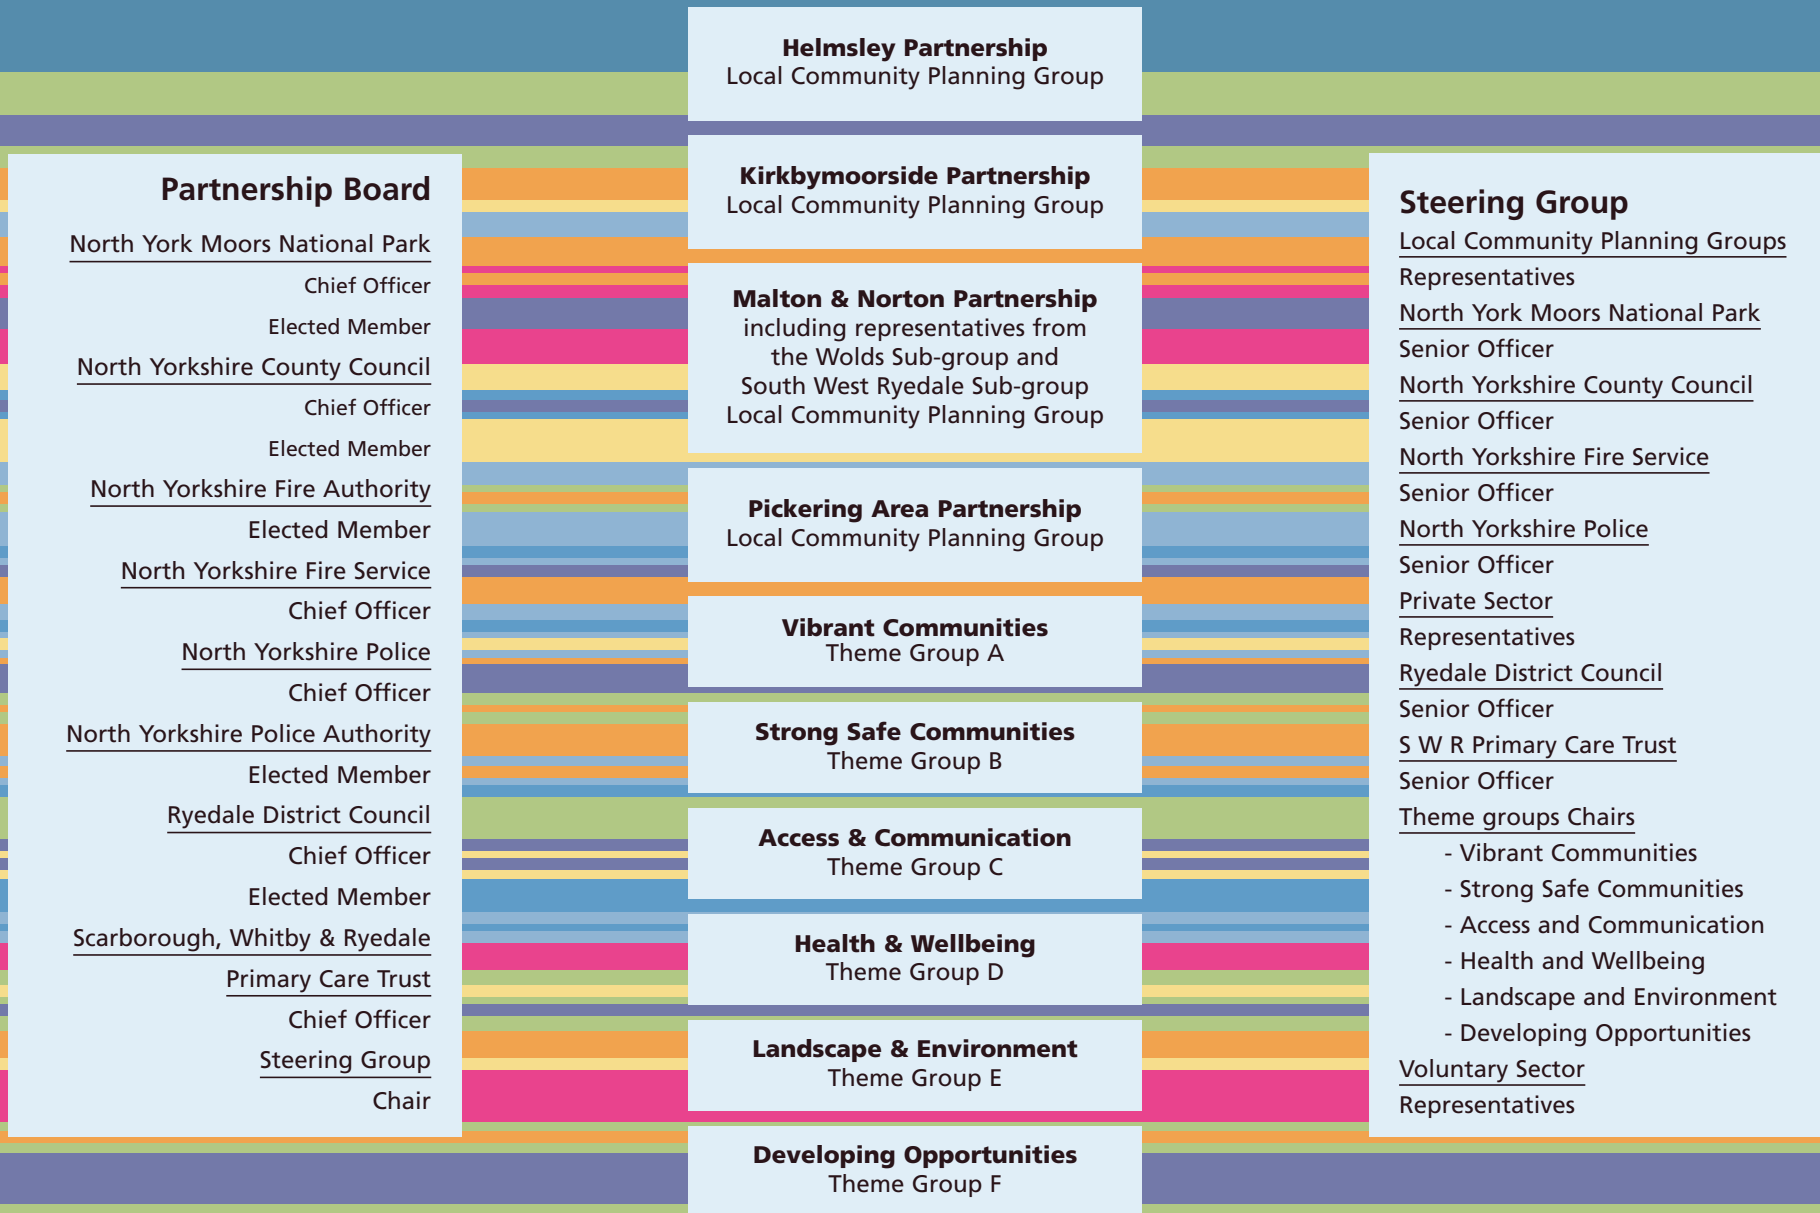 Partnership Board
North York Moors National Park
Chief Officer
Elected Member
North Yorkshire County Council
Chief Officer
Elected Member
North Yorkshire Fire Authority
Elected Member
North Yorkshire Fire Service
Chief Officer
North Yorkshire Police
Chief Officer
North Yorkshire Police Authority
Elected Member
Ryedale District Council
Chief Officer
Elected Member
Scarborough, Whitby & Ryedale
Primary Care Trust
Chief Officer
Steering Group
Chair
Helmsley Partnership
Local Community Planning Group
Kirkbymoorside Partnership
Local Community Planning Group
Malton & Norton Partnership
including representatives from
the Wolds Sub-group and
South West Ryedale Sub-group
Local Community Planning Group
Pickering Area Partnership
Local Community Planning Group
Vibrant Communities
Theme Group A
Strong Safe Communities
Theme Group B
Access & Communication
Theme Group C
Health & Wellbeing
Theme Group D
Landscape & Environment
Theme Group E
Developing Opportunities
Theme Group F
Steering Group
Local Community Planning Groups
Representatives
North York Moors National Park
Senior Officer
North Yorkshire County Council
Senior Officer
North Yorkshire Fire Service
Senior Officer
North Yorkshire Police
Senior Officer
Private Sector
Representatives
Ryedale District Council
Senior Officer
S W R Primary Care Trust
Senior Officer
Theme groups Chairs
- Vibrant Communities
- Strong Safe Communities
- Access and Communication
- Health and Wellbeing
- Landscape and Environment
- Developing Opportunities
Voluntary Sector
Representatives